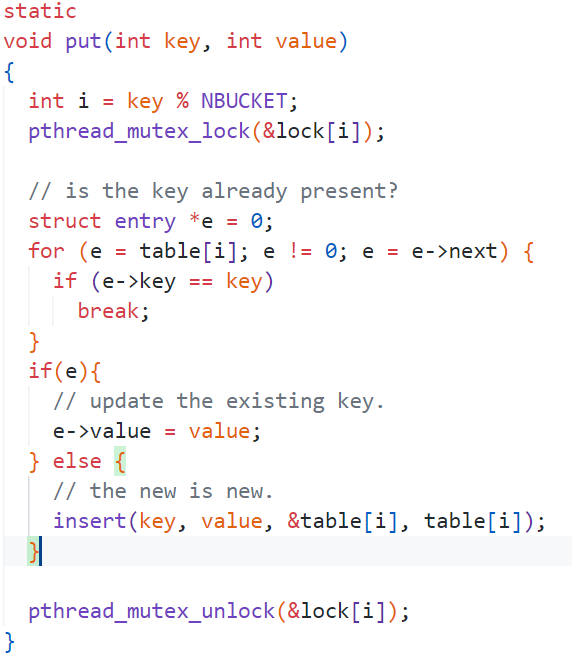 static
void put(int key, int value)
{
  int i = key % NBUCKET;
  pthread_mutex_lock(&lock[i]);

  // is the key already present?
  struct entry *e = 0;
  for (e = table[i]; e != 0; e = e->next) {
    if (e->key == key)
      break;
  }
  if(e){
    // update the existing key.
    e->value = value;
  } else {
    // the new is new.
    insert(key, value, &table[i], table[i]);
  }

  pthread_mutex_unlock(&lock[i]);
}